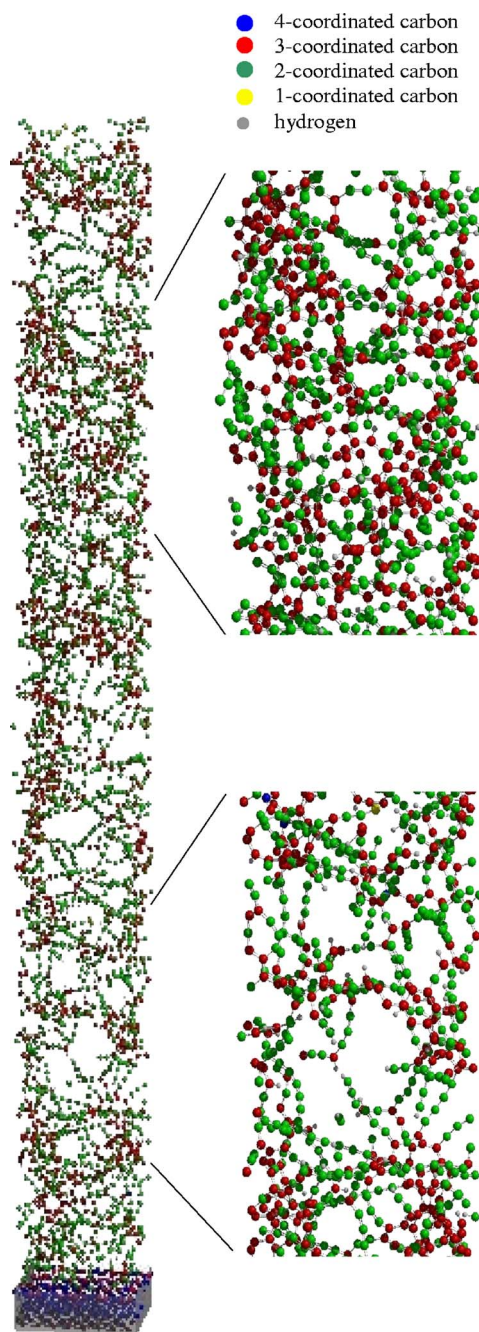 4-coordinated carbon
3-coordinated carbon
2-coordinated carbon
1-coordinated carbon
hydrogen